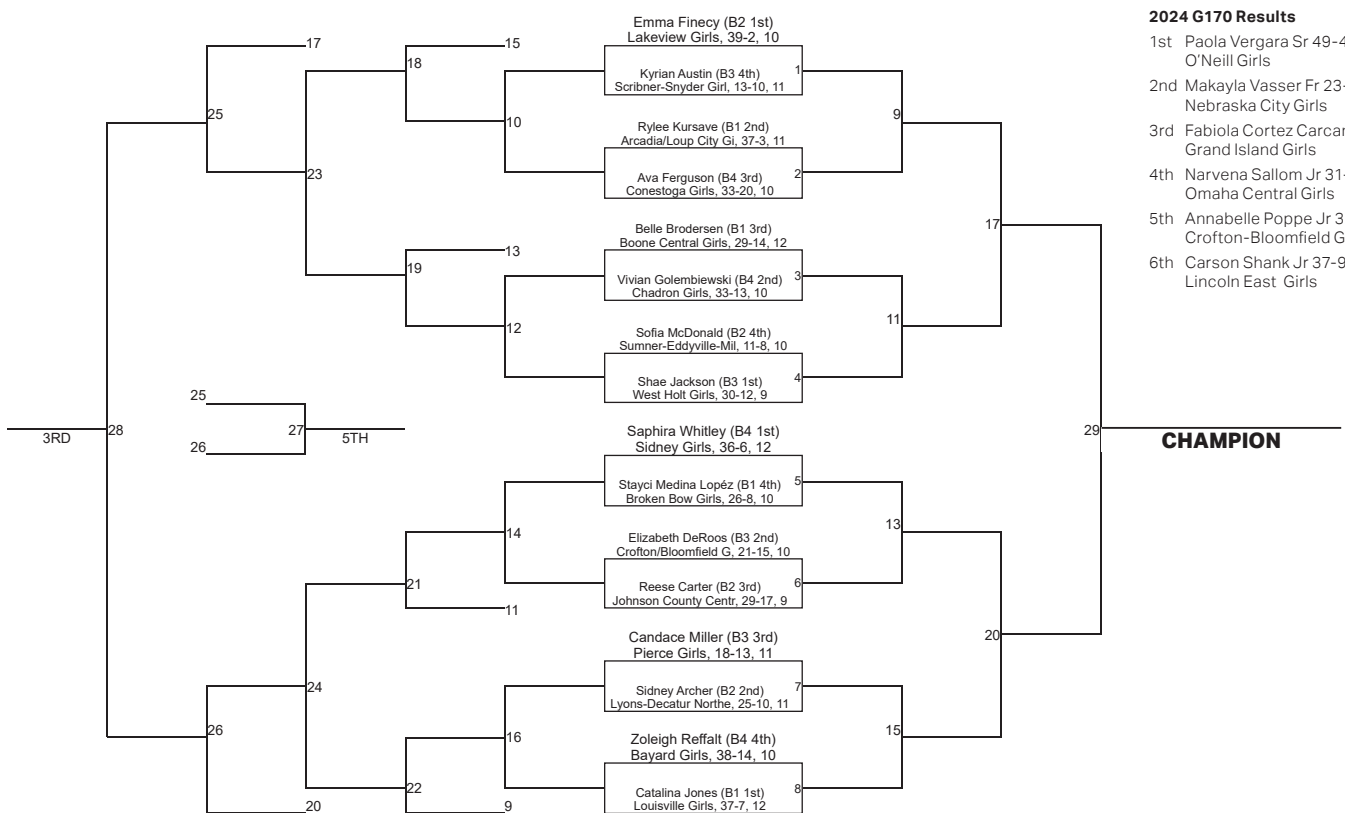 2024 G170 Results
1st Paola Vergara Sr 49-4
O'Neill Girls
2nd Makayla Vasser Fr 23-
Nebraska City Girls
3rd Fabiola Cortez Carcar
Grand Island Girls
4th Narvena Sallom Jr 31-
Omaha Central Girls
5th Annabelle Poppe Jr 3
Crofton-Bloomfield G
6th Carson Shank Jr 37-9
Lincoln East Girls
17
25
23
18
15
10
19
13
12
25
26
27
5TH
3RD
28
14
21
11
24
26
16
22
20
9
Emma Finecy (B2 1st)
Lakeview Girls, 39-2, 10
1
Kyrian Austin (B3 4th)
Scribner-Snyder Girl, 13-10, 11
Rylee Kursave (B1 2nd)
Arcadia/Loup City Gi, 37-3, 11
2
Ava Ferguson (B4 3rd)
Conestoga Girls, 33-20, 10
Belle Brodersen (B1 3rd)
Boone Central Girls, 29-14, 12
3
Vivian Golembiewski (B4 2nd)
Chadron Girls, 33-13, 10
Sofia McDonald (B2 4th)
Sumner-Eddyville-Mil, 11-8, 10
4
Shae Jackson (B3 1st)
West Holt Girls, 30-12, 9
Saphira Whitley (B4 1st)
Sidney Girls, 36-6, 12
5
Stayci Medina Lopéz (B1 4th)
Broken Bow Girls, 26-8, 10
Elizabeth DeRoos (B3 2nd)
Crofton/Bloomfield G, 21-15, 10
6
Reese Carter (B2 3rd)
Johnson County Centr, 29-17, 9
Candace Miller (B3 3rd)
Pierce Girls, 18-13, 11
7
Sidney Archer (B2 2nd)
Lyons-Decatur Northe, 25-10, 11
Zoleigh Reffalt (B4 4th)
Bayard Girls, 38-14, 10
8
Catalina Jones (B1 1st)
Louisville Girls, 37-7, 12
9
11
17
13
15
20
29
CHAMPION